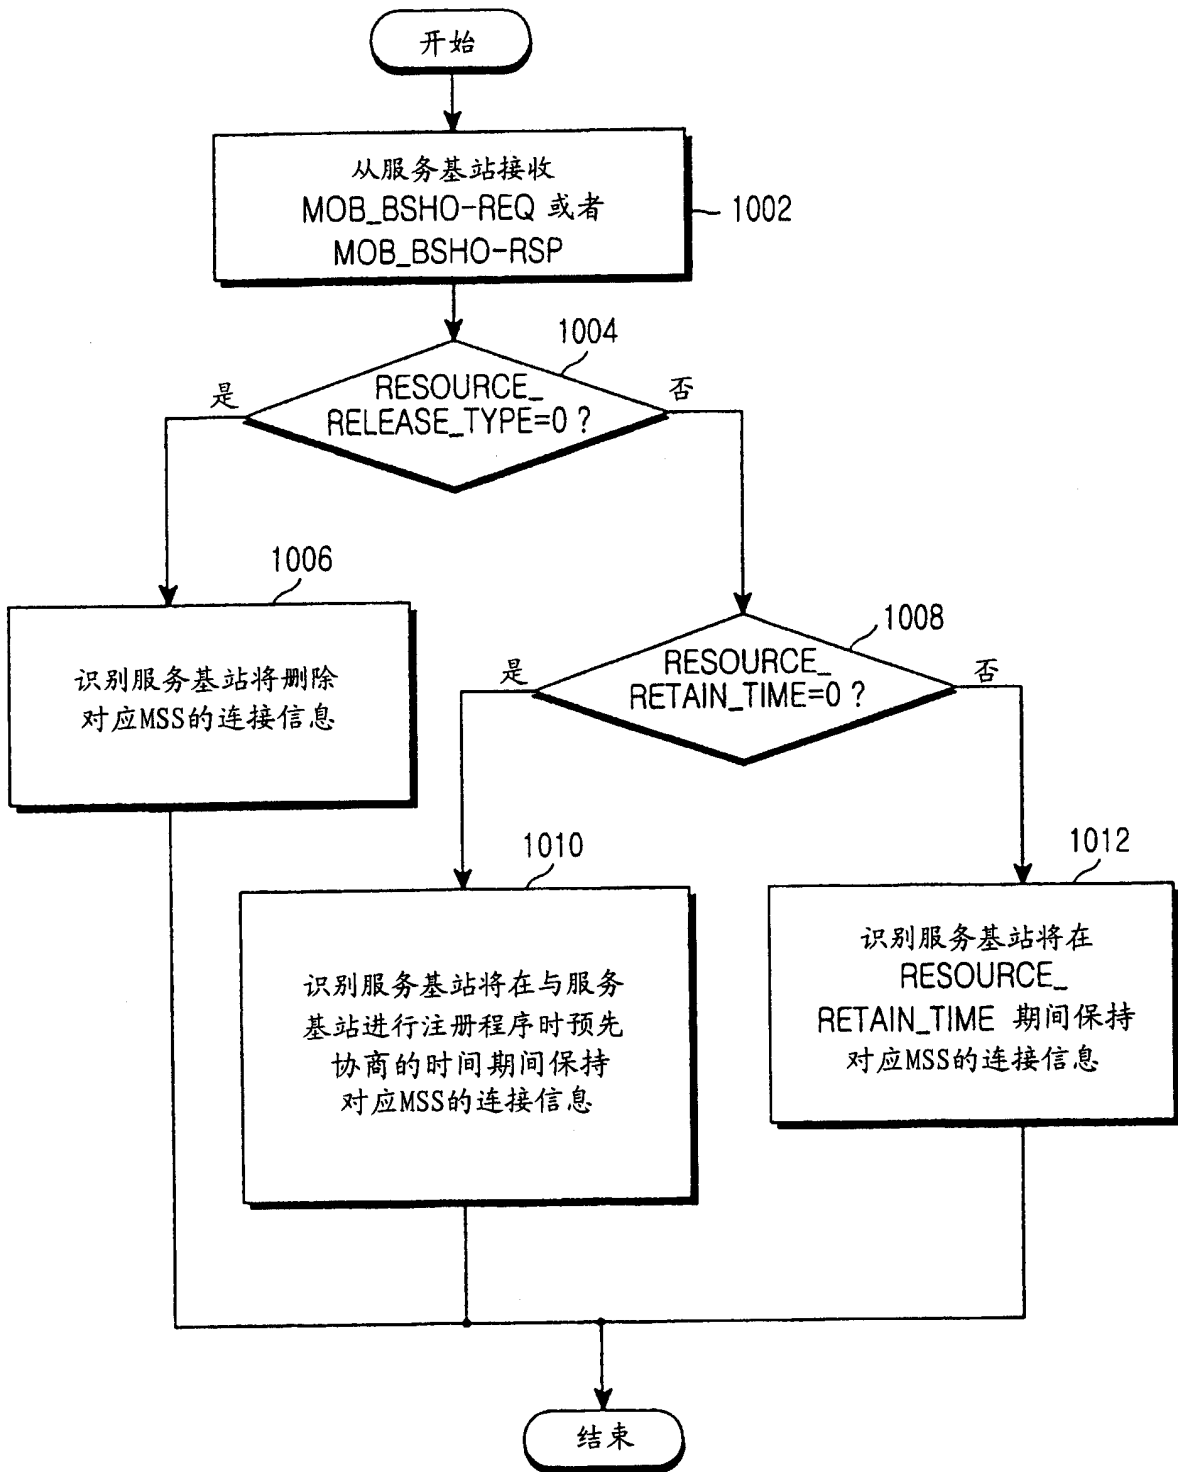 开始
从服务基站接收
MOB_BSHO-REQ 或者
MOB_BSHO-RSP
1002
1004
RESOURCE_
RELEASE_TYPE=0 ?
是
否
1006
识别服务基站将删除
对应MSS的连接信息
1008
RESOURCE_
RETAIN_TIME=0 ?
是
否
1010
识别服务基站将在与服务
基站进行注册程序时预先
协商的时间期间保持
对应MSS的连接信息
1012
识别服务基站将在
RESOURCE_
RETAIN_TIME 期间保持
对应MSS的连接信息
结束